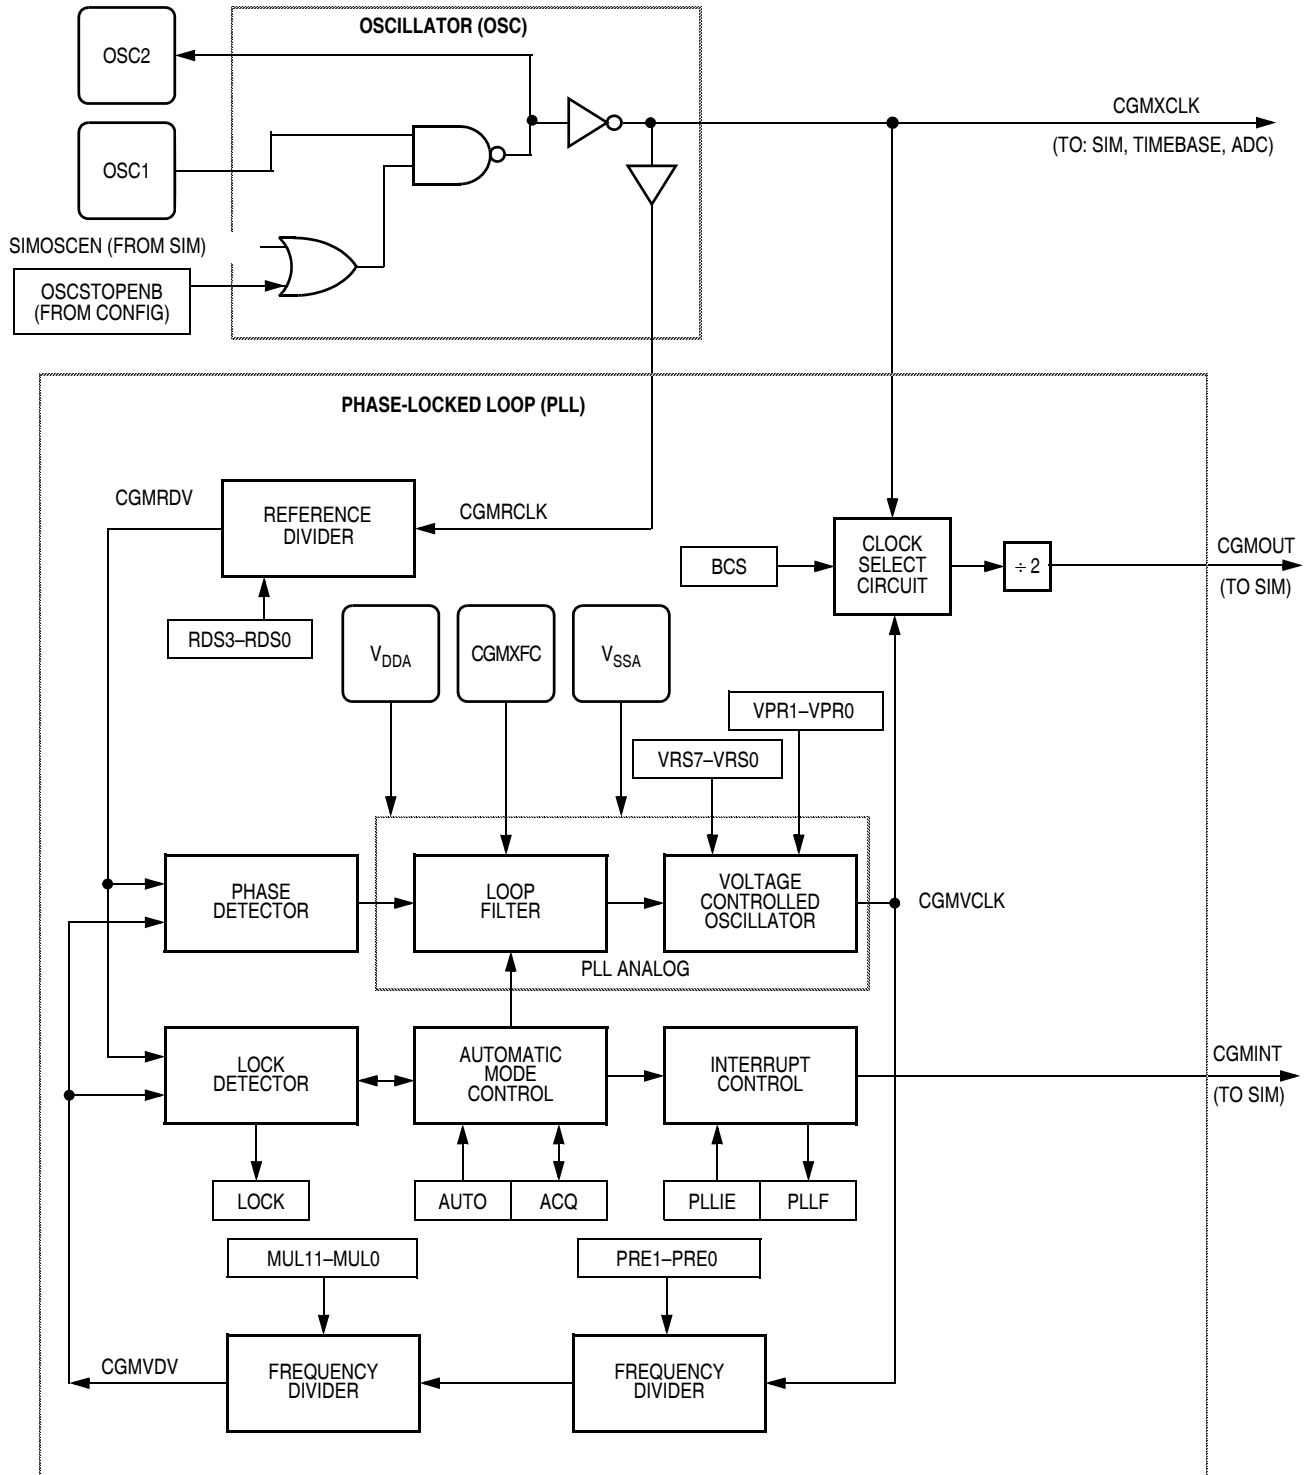 OSCILLATOR (OSC)
OSC2
CGMXCLK
(TO: SIM, TIMEBASE, ADC)
OSC1
SIMOSCEN (FROM SIM)
OSCSTOPENB
(FROM CONFIG)
PHASE-LOCKED LOOP (PLL)
CGMRDV
REFERENCE
DIVIDER
CGMRCLK
BCS
CLOCK
SELECT
CIRCUIT
÷ 2
CGMOUT
(TO SIM)
RDS3–RDS0
VDDA
CGMXFC
VSSA
VPR1–VPR0
VRS7–VRS0
PHASE
DETECTOR
LOOP
FILTER
VOLTAGE
CONTROLLED
OSCILLATOR
CGMVCLK
PLL ANALOG
LOCK
DETECTOR
AUTOMATIC
MODE
CONTROL
INTERRUPT
CONTROL
CGMINT
(TO SIM)
LOCK
AUTO
ACQ
PLLIE
PLLF
MUL11–MUL0
PRE1–PRE0
CGMVDV
FREQUENCY
DIVIDER
FREQUENCY
DIVIDER